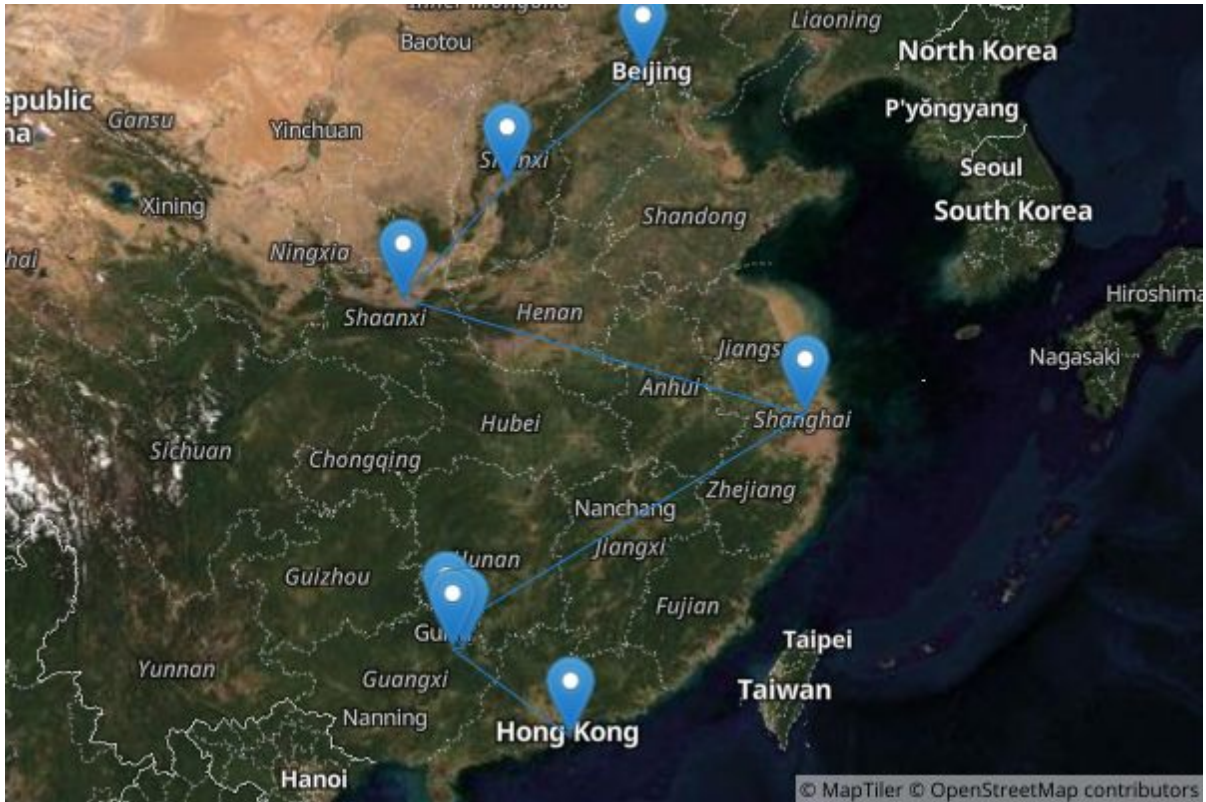 Liaoning
Baotou
North Korea
Beijing
epublic
na
Gansu
Yinchuan
P'yŏngyang
Seoul
Xining
Shandong
South Korea
hai
Ningxia
Hiroshima
Shaanxi
Henan
Jiangs
Nagasaki
Anhui
Shanghai
Hubei
Sichuan
Chongqing
Zhejiang
Nanchang
Jiangxi
Hunan
Guizhou
Fujian
Taipei
Yunnan
Guangxi
Taiwan
Nanning
Hong Kong
Hanoi
© MapTiler © OpenStreetMap contributors